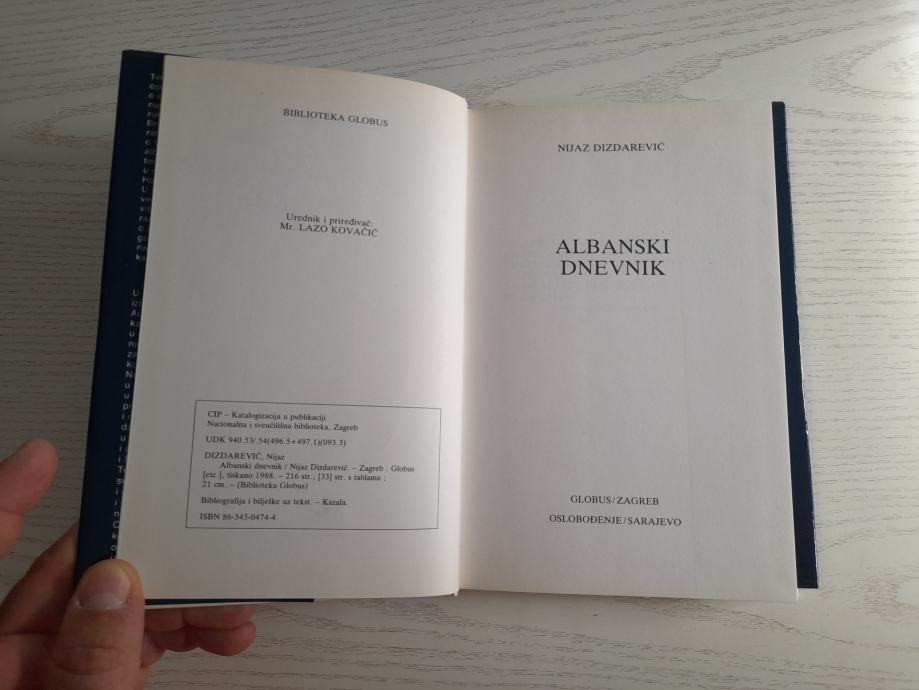 BIBLIOTEKA GLOBUS
Urednik i priređivač:
Mr. LAZO KOVAČIĆ
CIP – Katalogizacija u publikaciji
Nacionalna i sveučilišna biblioteka, Zagreb
UDK 940.53/.54(496.5+497.1)(093.3)
DIZDAREVIĆ, Nijaz
Albanski dnevnik / Nijaz Dizdarević. – Zagreb : Globus
[etc.], tiskano 1988. – 216 str., [33] str. s tablama ;
21 cm. – (Biblioteka Globus)
Bibliografija i bilješke uz tekst. – Kazala.
ISBN 86-343-0474-4
NIJAZ DIZDAREVIĆ
ALBANSKI
DNEVNIK
GLOBUS/ZAGREB
OSLOBOĐENJE/SARAJEVO